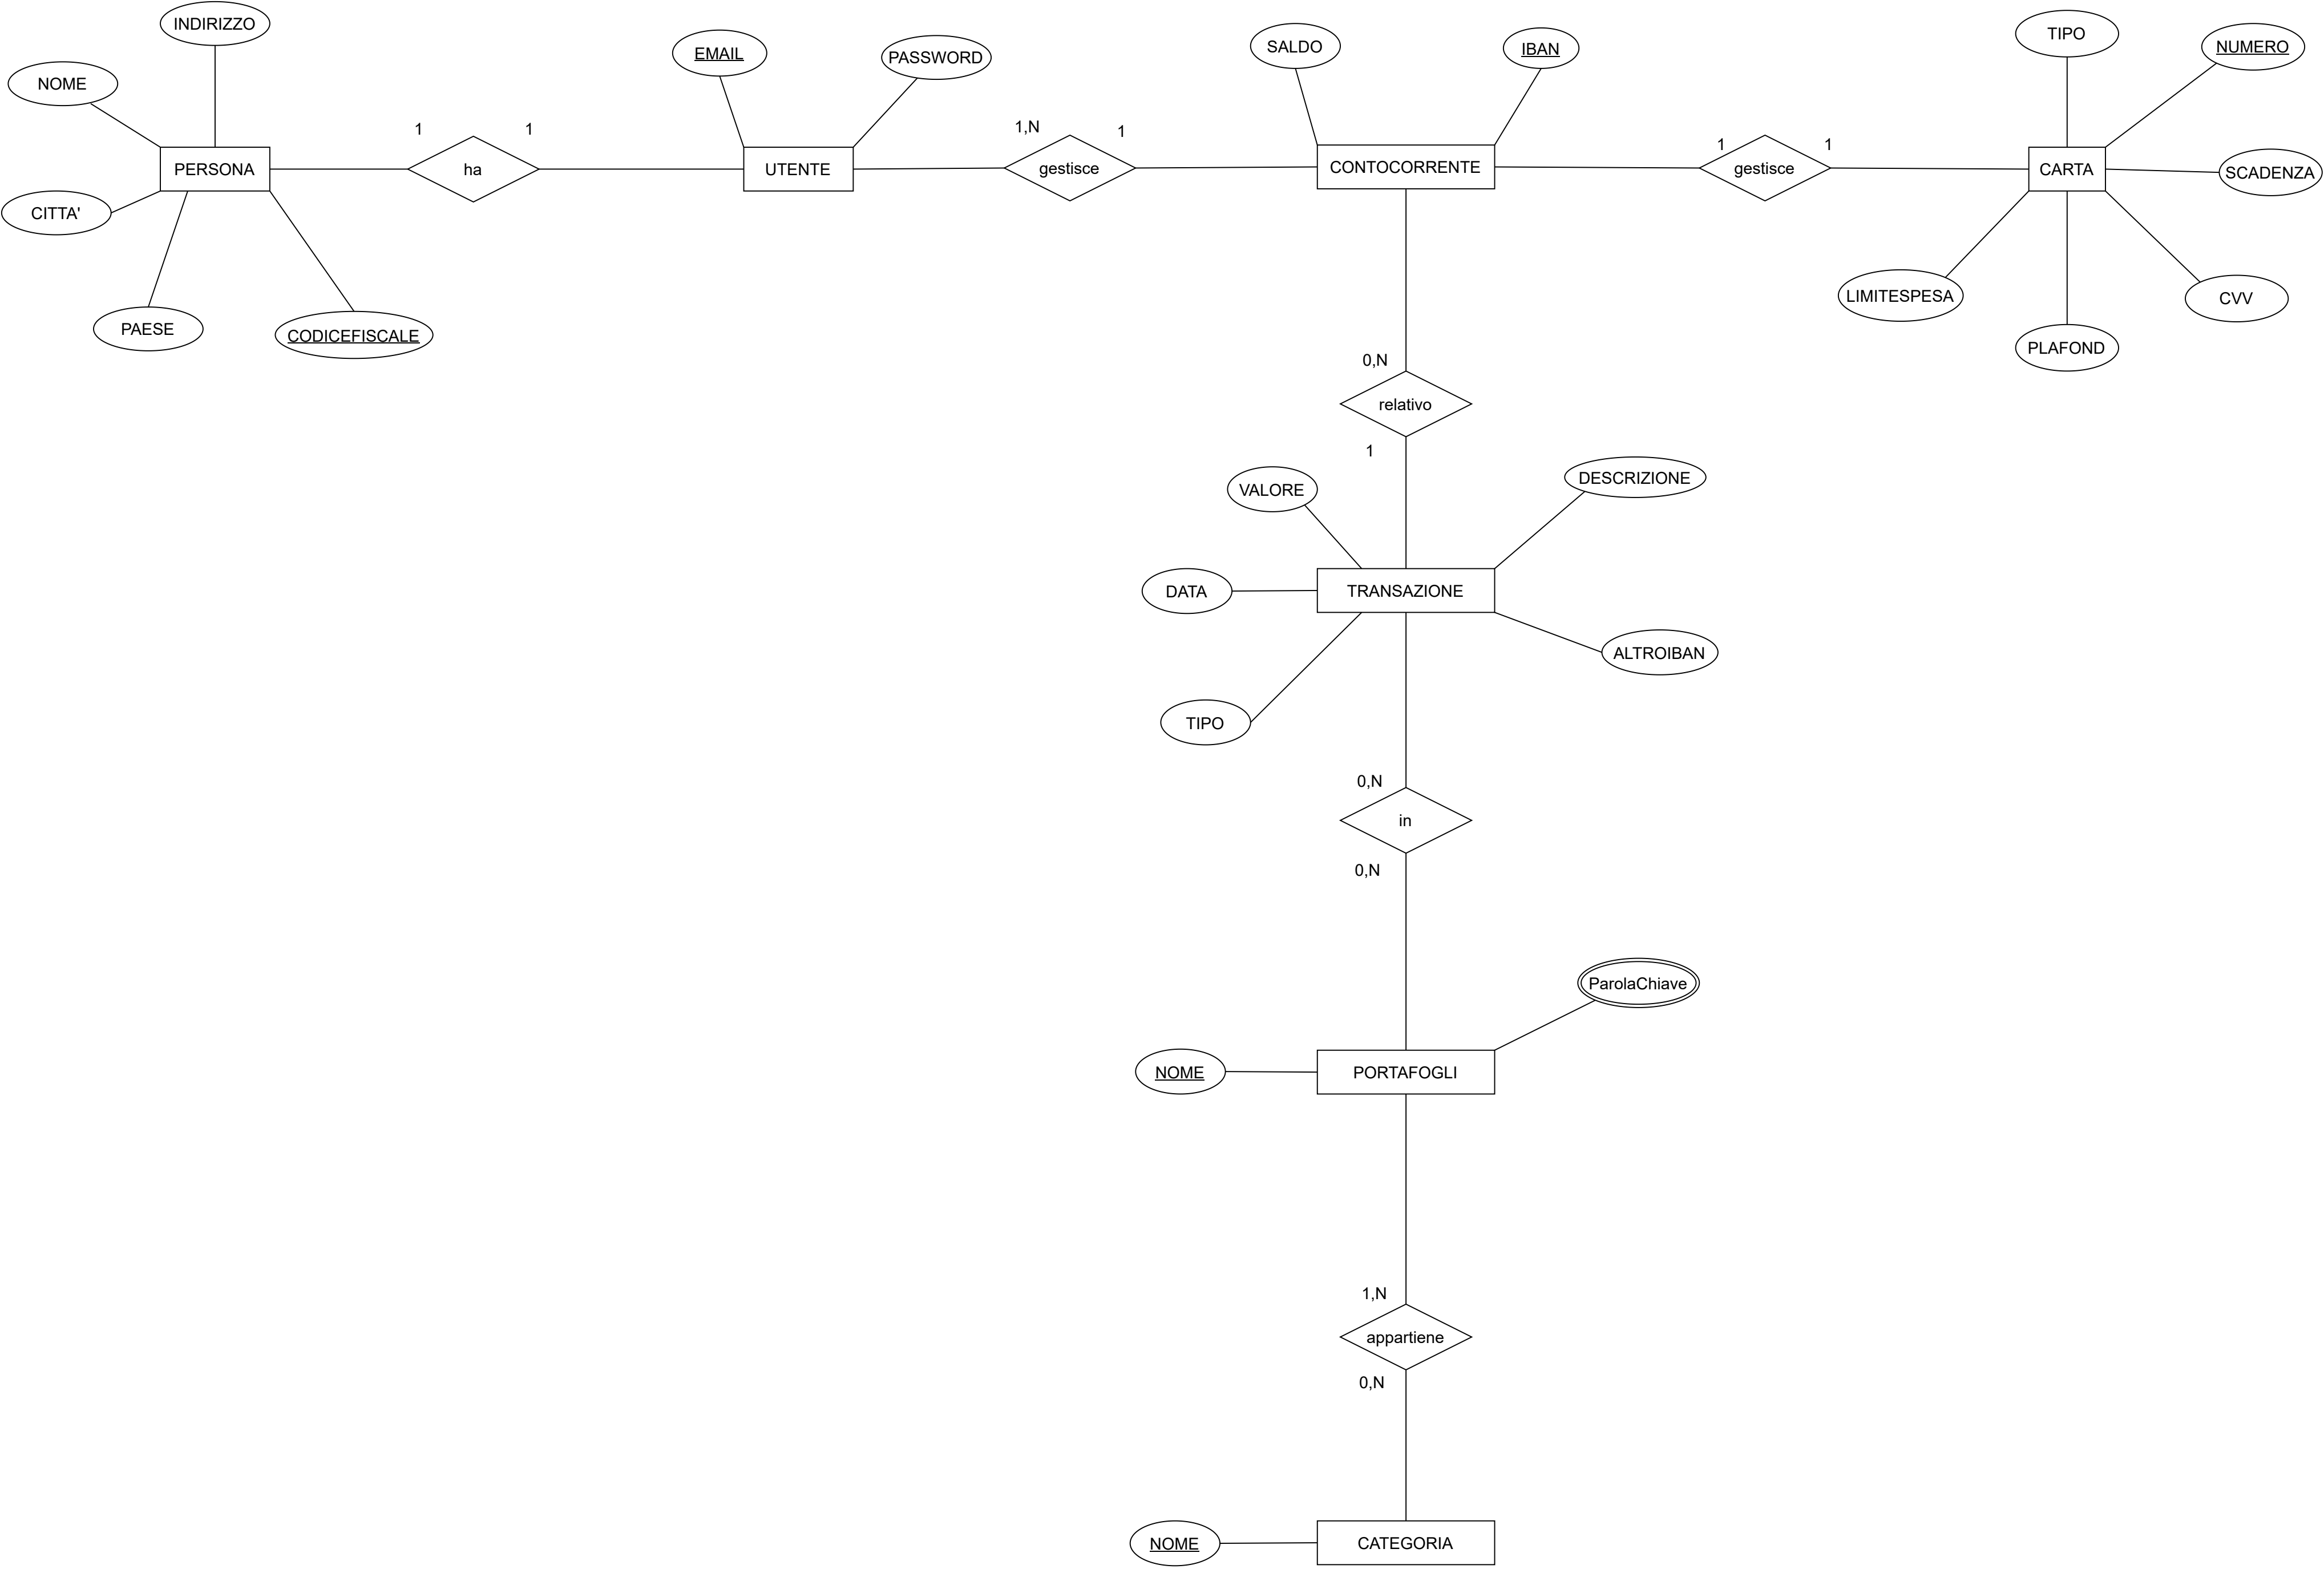 INDIRIZZO
NOME
EMAIL
PASSWORD
SALDO
IBAN
TIPO
NUMERO
1
1
1,N
1
1
1
PERSONA
ha
UTENTE
gestisce
CONTOCORRENTE
gestisce
CARTA
SCADENZA
CITTA'
PAESE
CODICEFISCALE
LIMITESPESA
PLAFOND
CVV
0,N
relativo
1
VALORE
DESCRIZIONE
DATA
TRANSAZIONE
ALTROIBAN
TIPO
0,N
in
0,N
ParolaChiave
NOME
PORTAFOGLI
1,N
appartiene
0,N
NOME
CATEGORIA